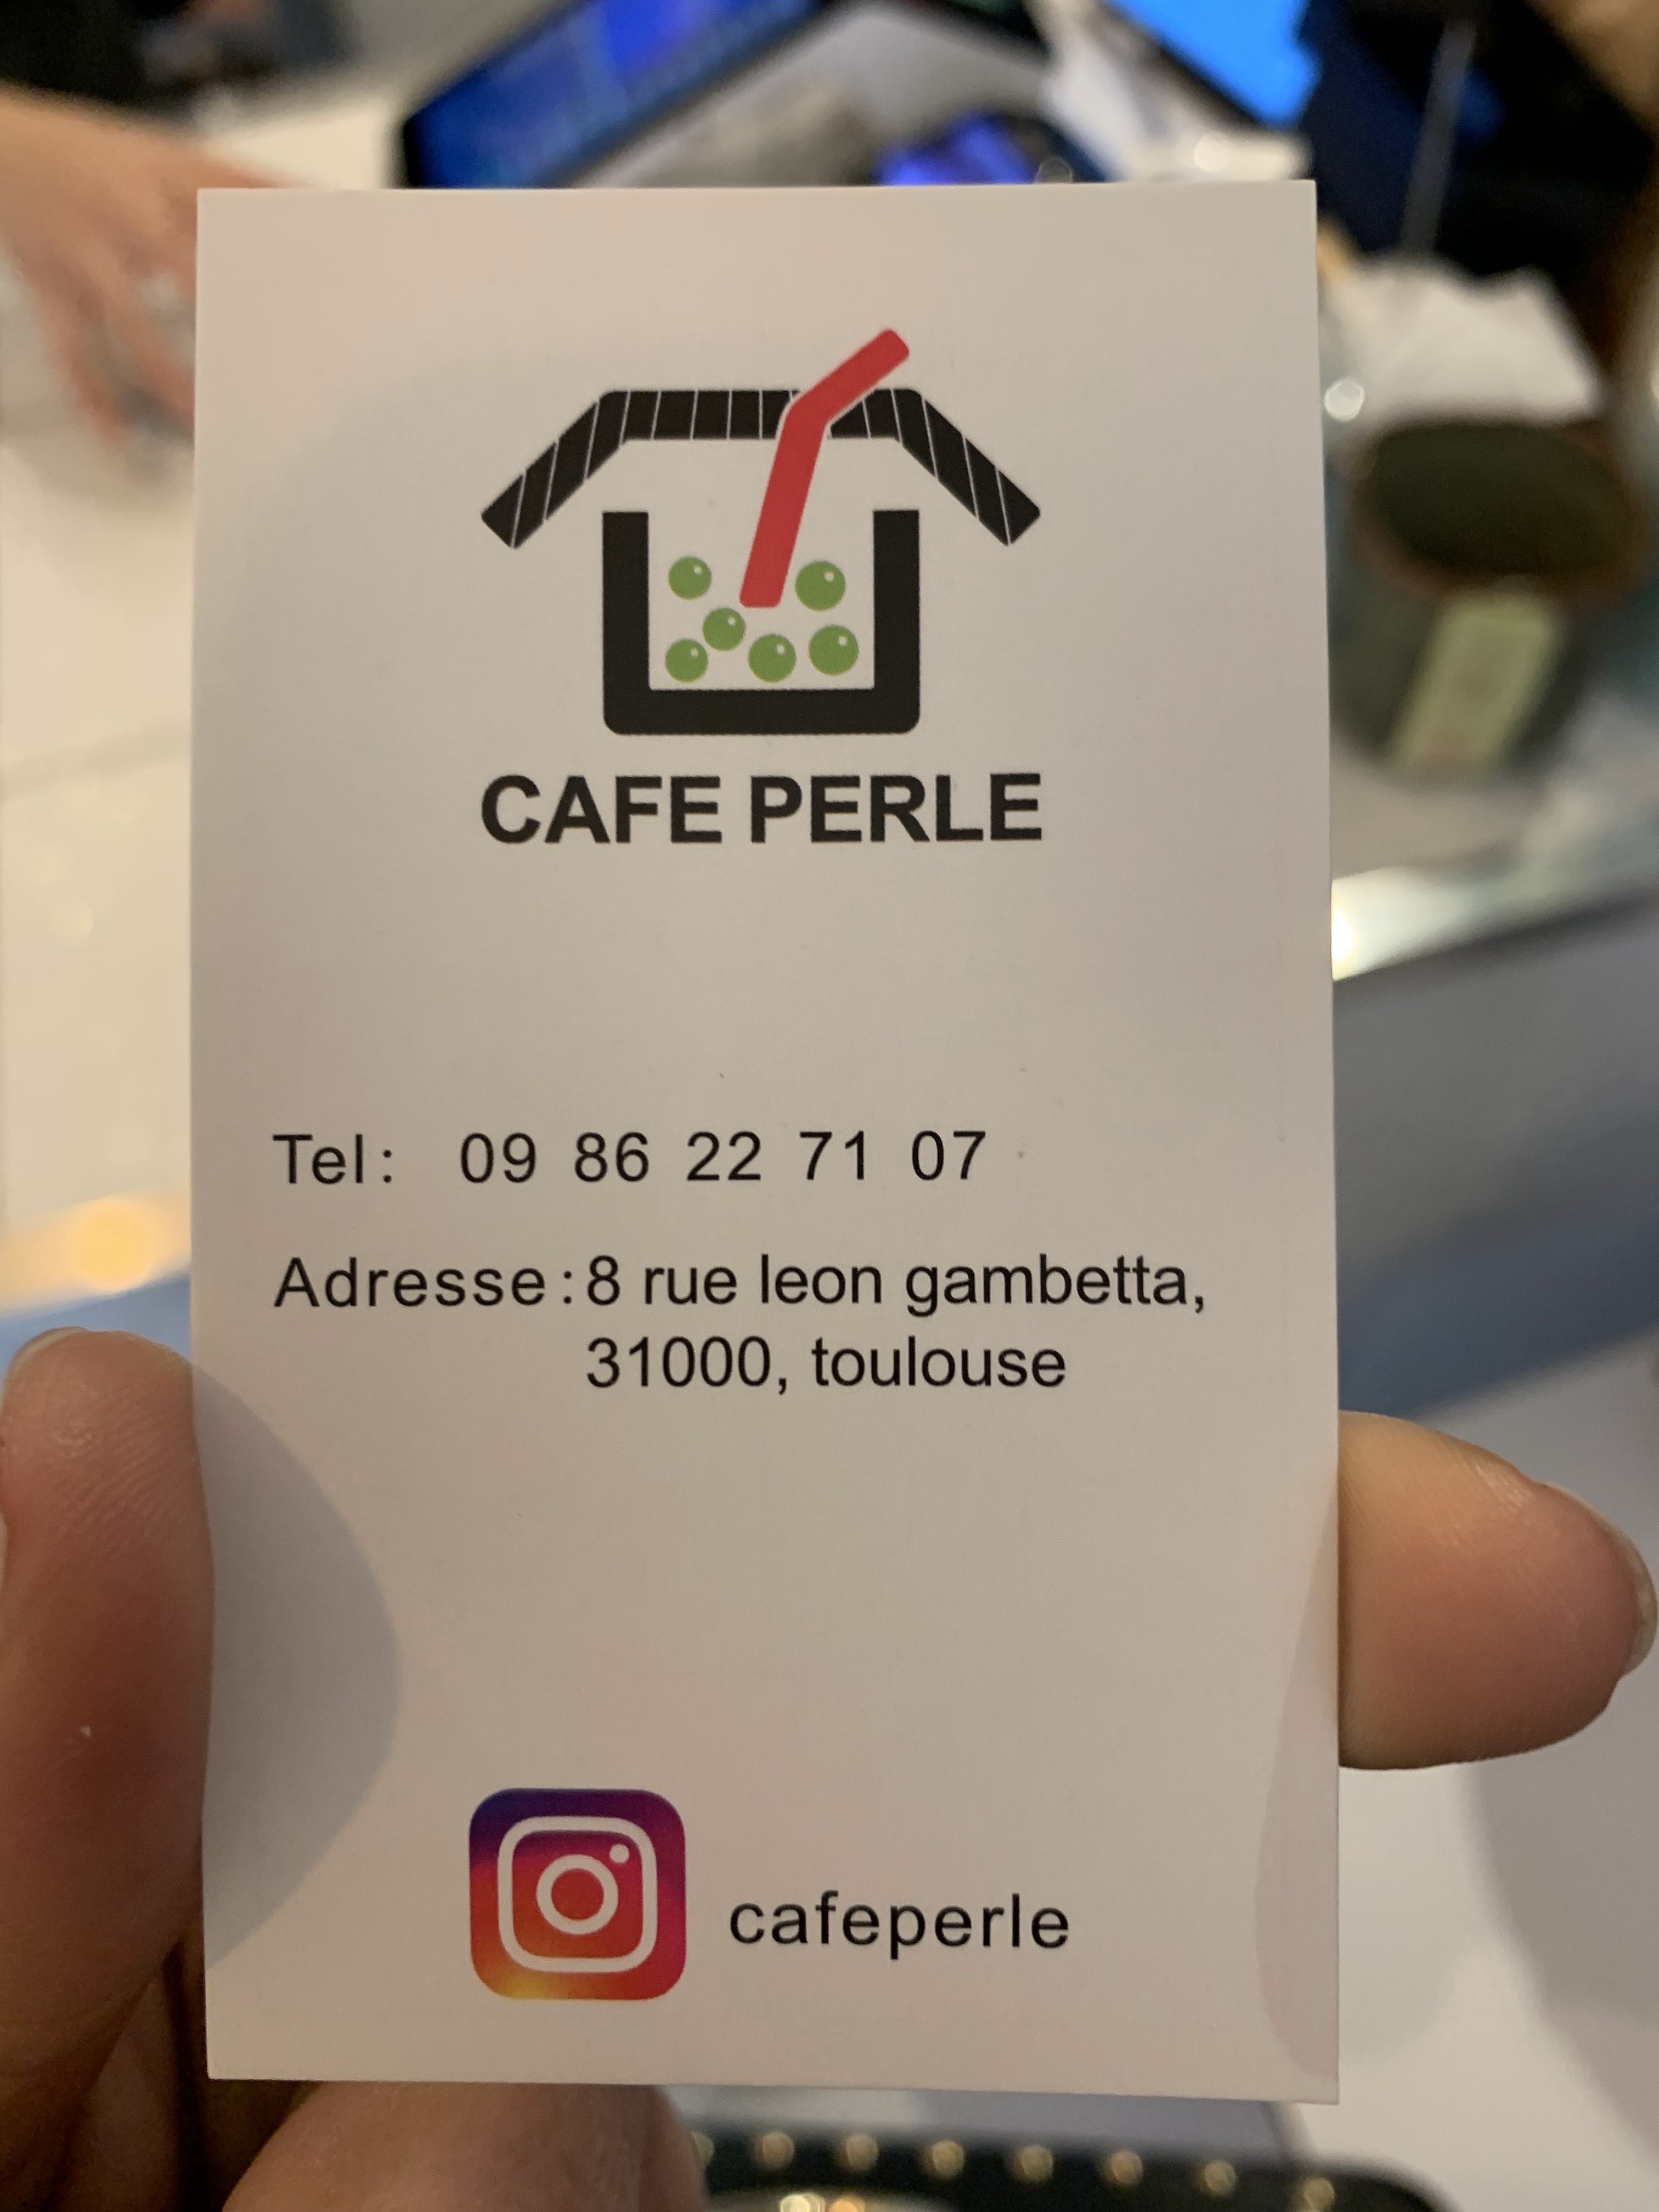 CAFE PERLE
Tel: 09 86 22 71 07
Adresse: 8 rue leon gambetta,
31000, toulouse
cafeperle